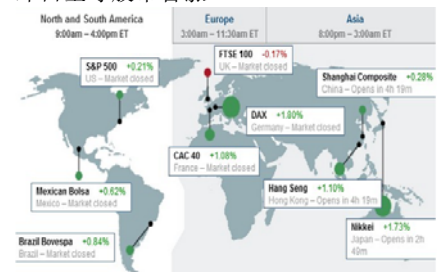 North and South America
9:00am – 4:00pm ET
Europe
3:00am – 11:30am ET
Asia
8:00pm – 3:00am ET
S&P 500 +0.21%
US – Market closed
FTSE 100 -0.17%
UK – Market closed
Shanghai Composite +0.28%
China – Opens in 4h 19m
DAX +1.80%
Germany – Market closed
CAC 40 +1.08%
France – Market closed
Mexican Bolsa +0.62%
Mexico – Market closed
Hang Seng +1.10%
Hong Kong – Opens in 4h 19m
Nikkei +1.73%
Japan – Opens in 2h
49m
Brazil Bovespa +0.84%
Brazil – Market closed